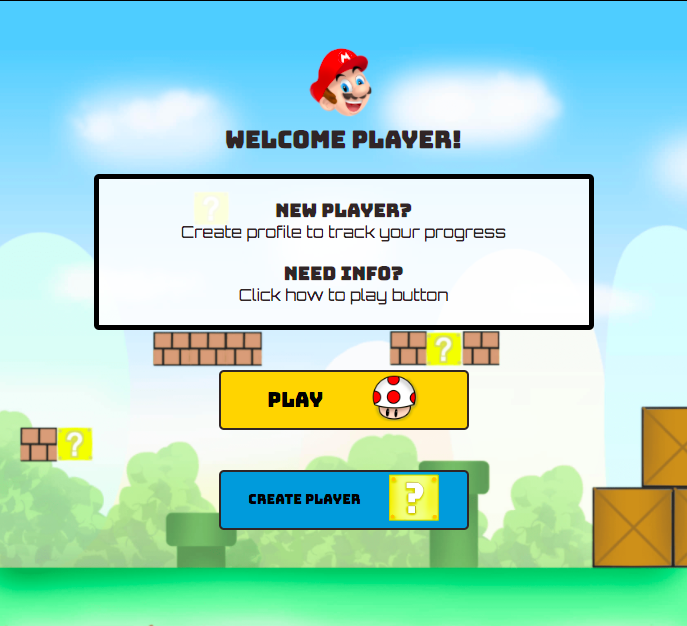 M
WELCOME PLAYER!
?
NEW PLAYER?
Create profile to track your progress
NEED INFO?
Click how to play button
?
PLAY
?
CREATE PLAYER ?